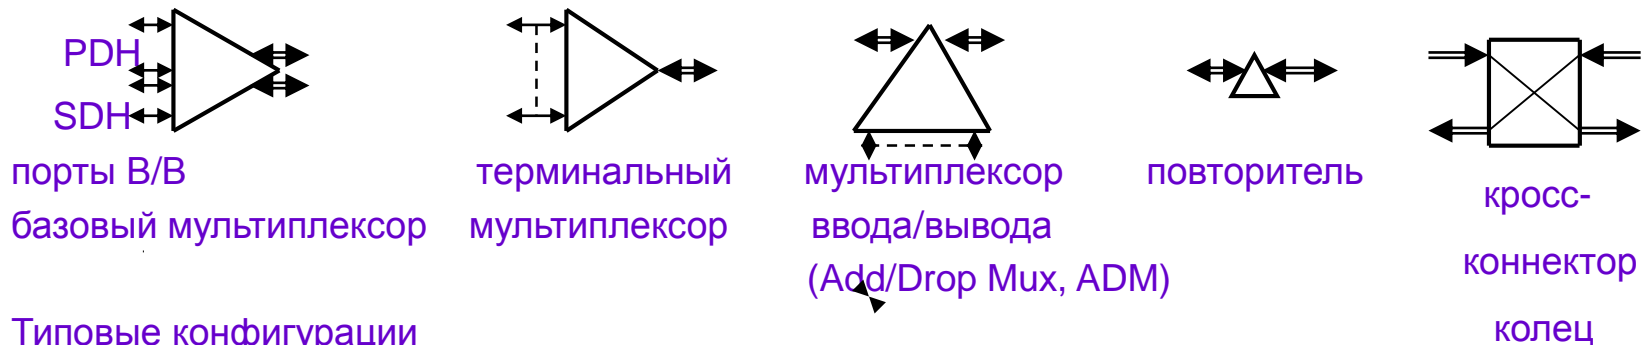 PDH
SDH
порты В/В
базовый мультиплексор
терминальный
мультиплексор
мультиплексор
ввода/вывода
(Add/Drop Mux, ADM)
повторитель
кросс-
коннектор
колец
Типовые конфигурации